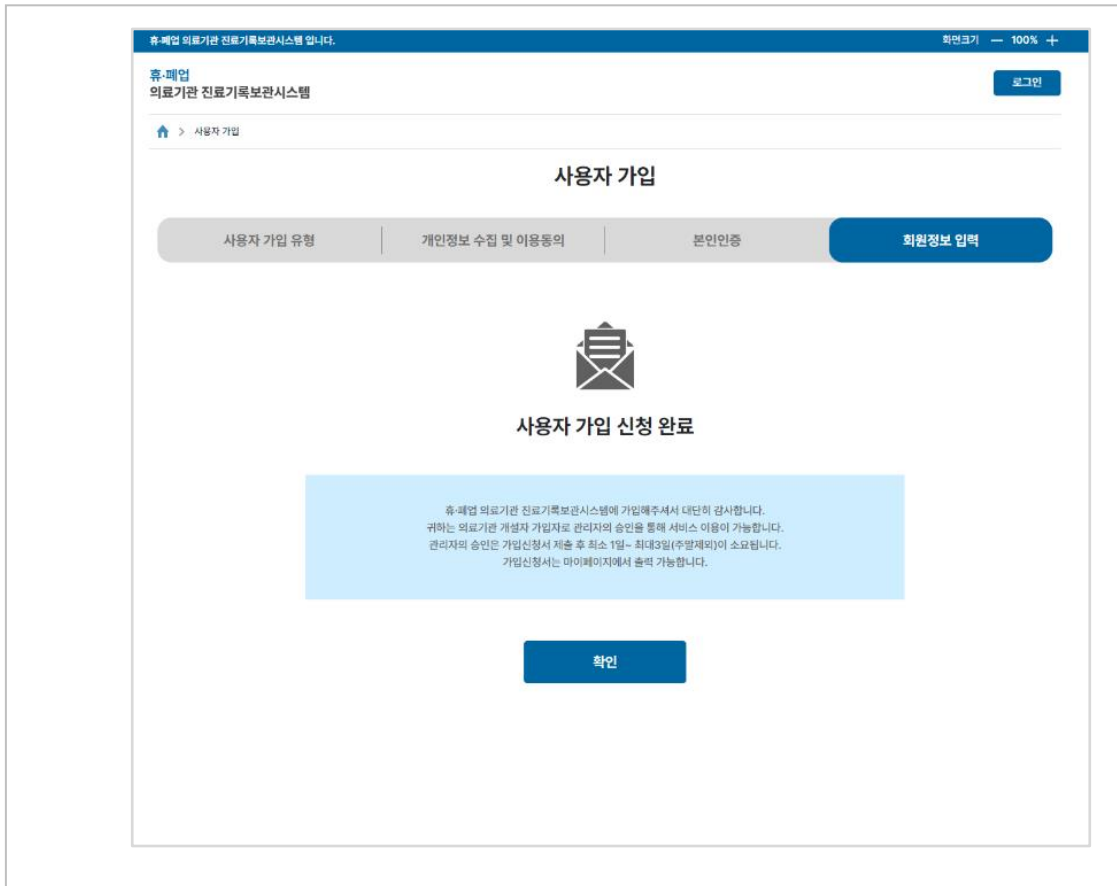 휴·폐업 의료기관 진료기록보관시스템 입니다.
화면크기 — 100% +
휴·폐업
의료기관 진료기록보관시스템
로그인
> 사용자 가입
사용자 가입
사용자 가입 유형
개인정보 수집 및 이용동의
본인인증
회원정보 입력
사용자 가입 신청 완료
휴·폐업 의료기관 진료기록보관시스템에 가입해주셔서 대단히 감사합니다.
귀하는 의료기관 개설자 가입자로 관리자의 승인을 통해 서비스 이용이 가능합니다.
관리자의 승인은 가입신청서 제출 후 최소 1일~ 최대3일(주말제외)이 소요됩니다.
가입신청서는 마이페이지에서 출력 가능합니다.
확인